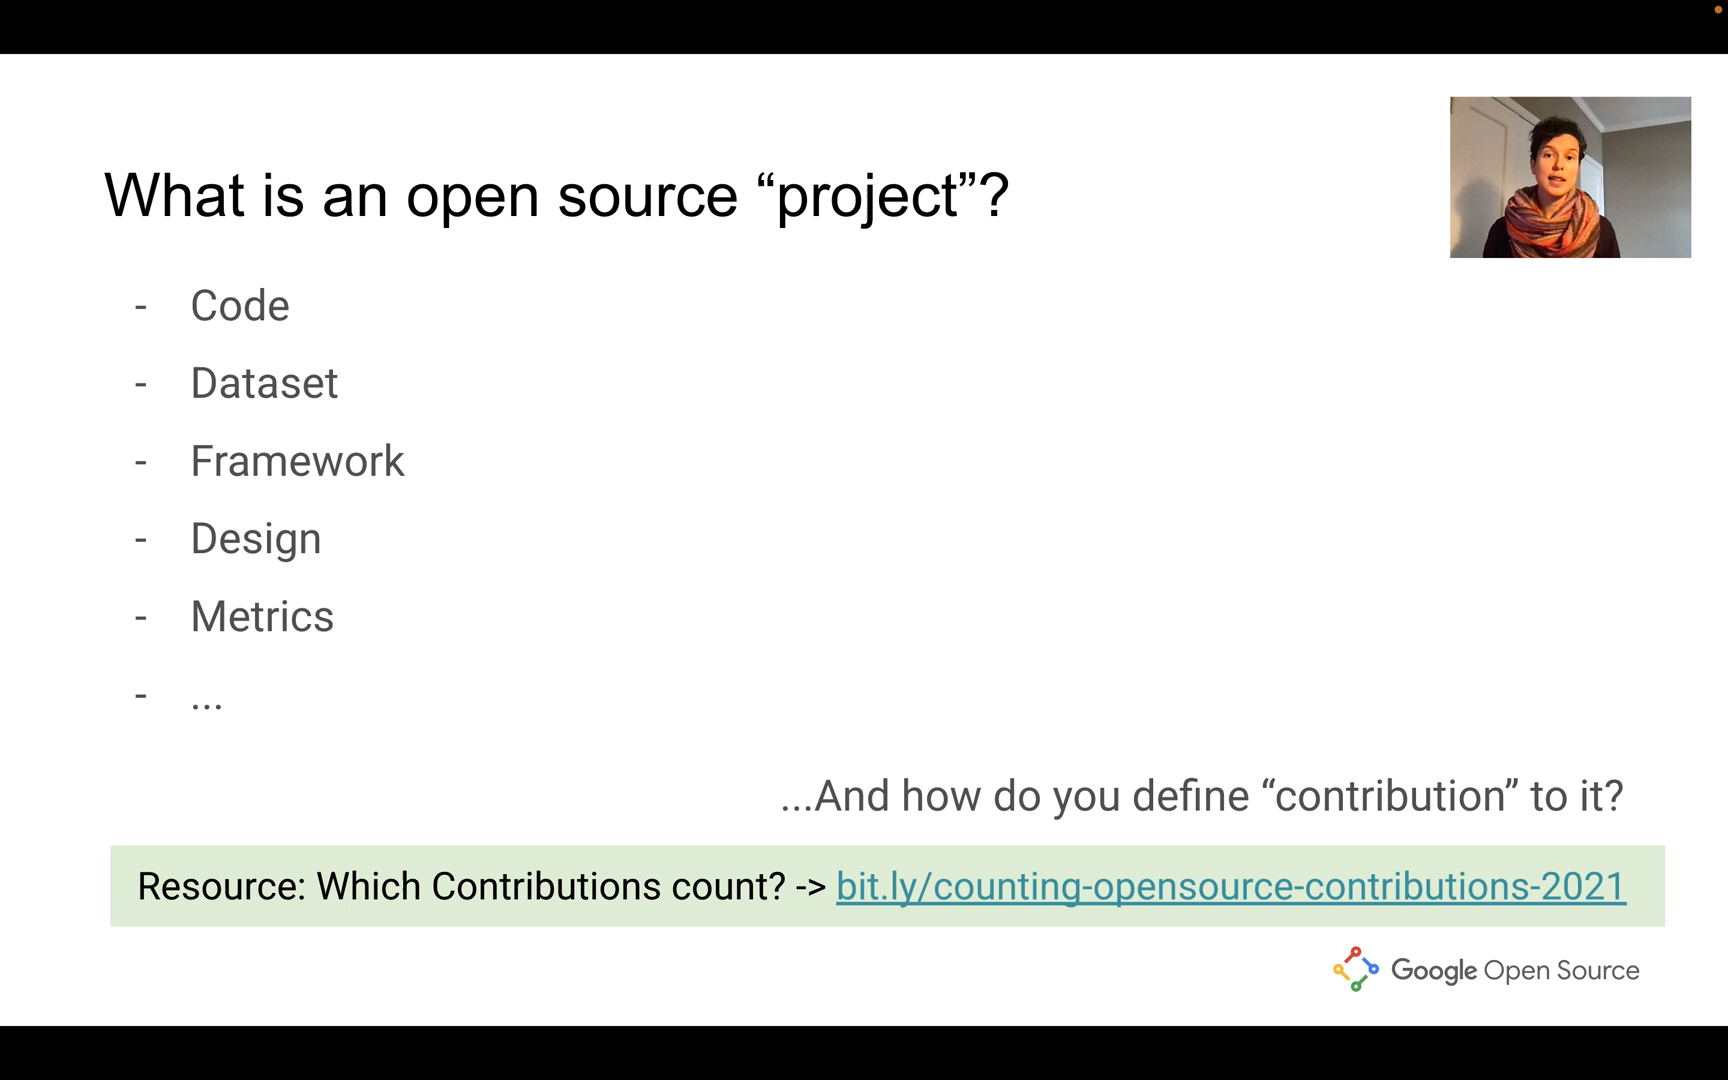 What is an open source “project”?
- Code
- Dataset
- Framework
- Design
- Metrics
- ...
...And how do you define “contribution” to it?
Resource: Which Contributions count? -> bit.ly/counting-opensource-contributions-2021
Google Open Source